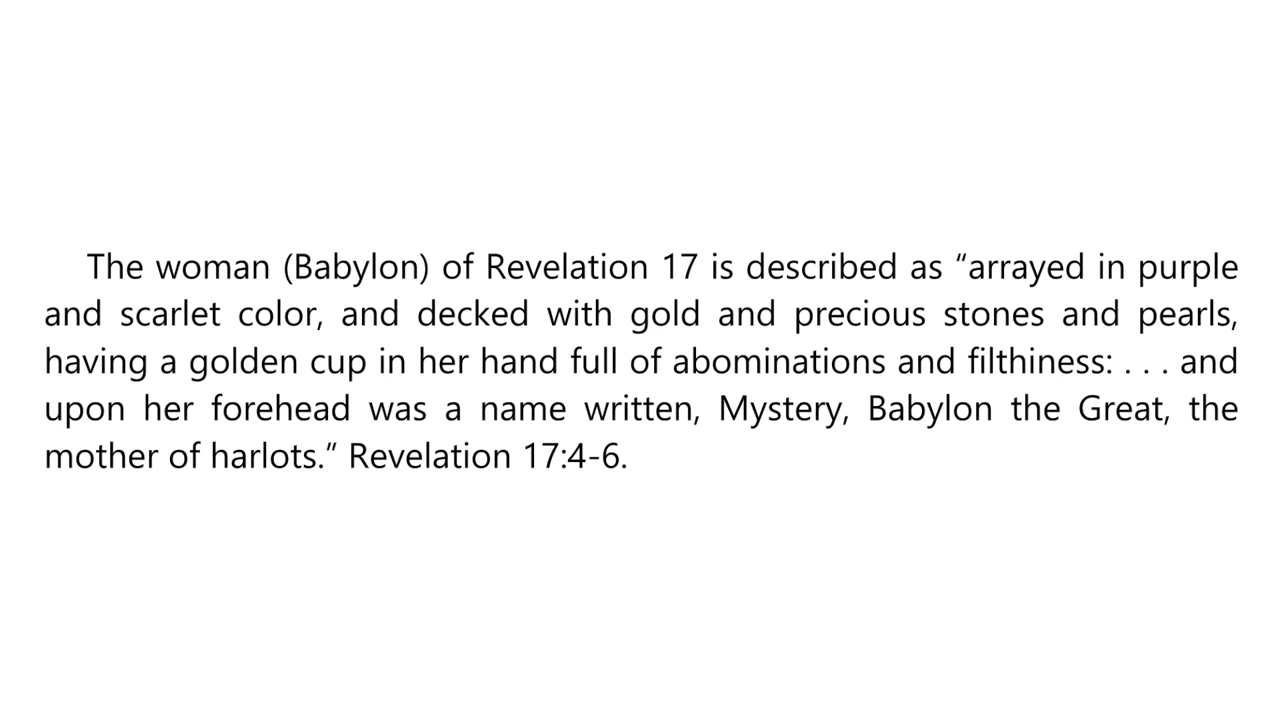 The woman (Babylon) of Revelation 17 is described as “arrayed in purple
and scarlet color, and decked with gold and precious stones and pearls,
having a golden cup in her hand full of abominations and filthiness: . . . and
upon her forehead was a name written, Mystery, Babylon the Great, the
mother of harlots.” Revelation 17:4-6.